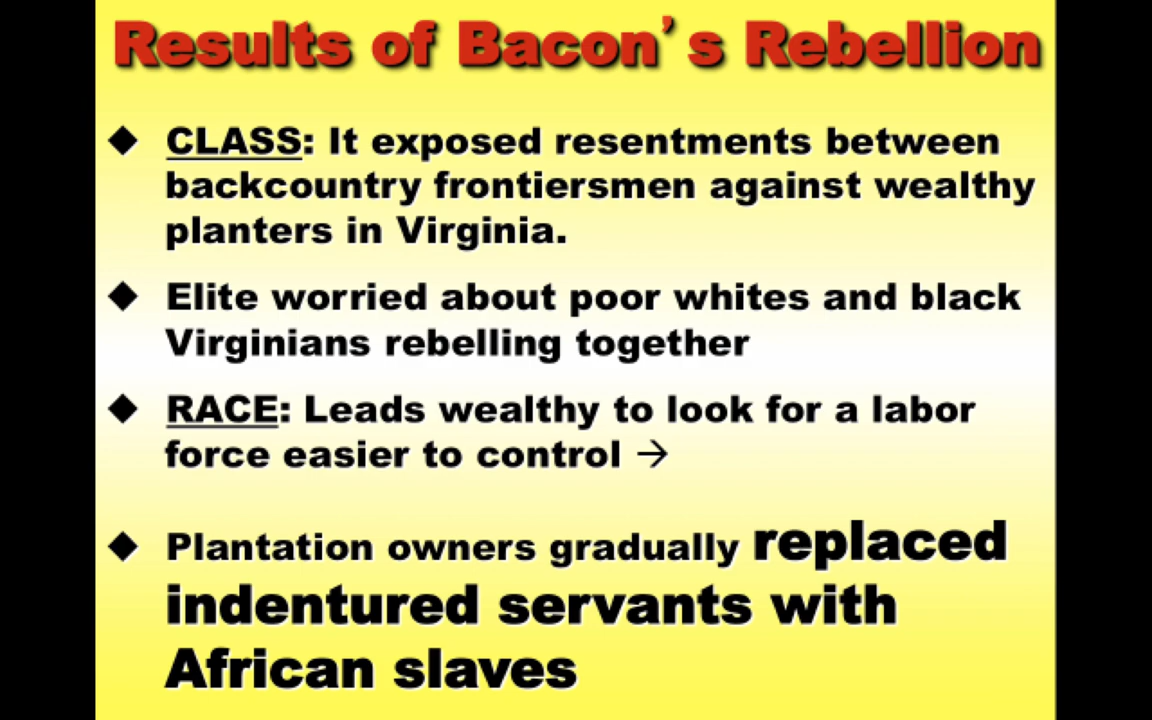 Results of Bacon’s Rebellion
◆ CLASS: It exposed resentments between
backcountry frontiersmen against wealthy
planters in Virginia.
◆ Elite worried about poor whites and black
Virginians rebelling together
◆ RACE: Leads wealthy to look for a labor
force easier to control →
◆ Plantation owners gradually replaced
indentured servants with
African slaves